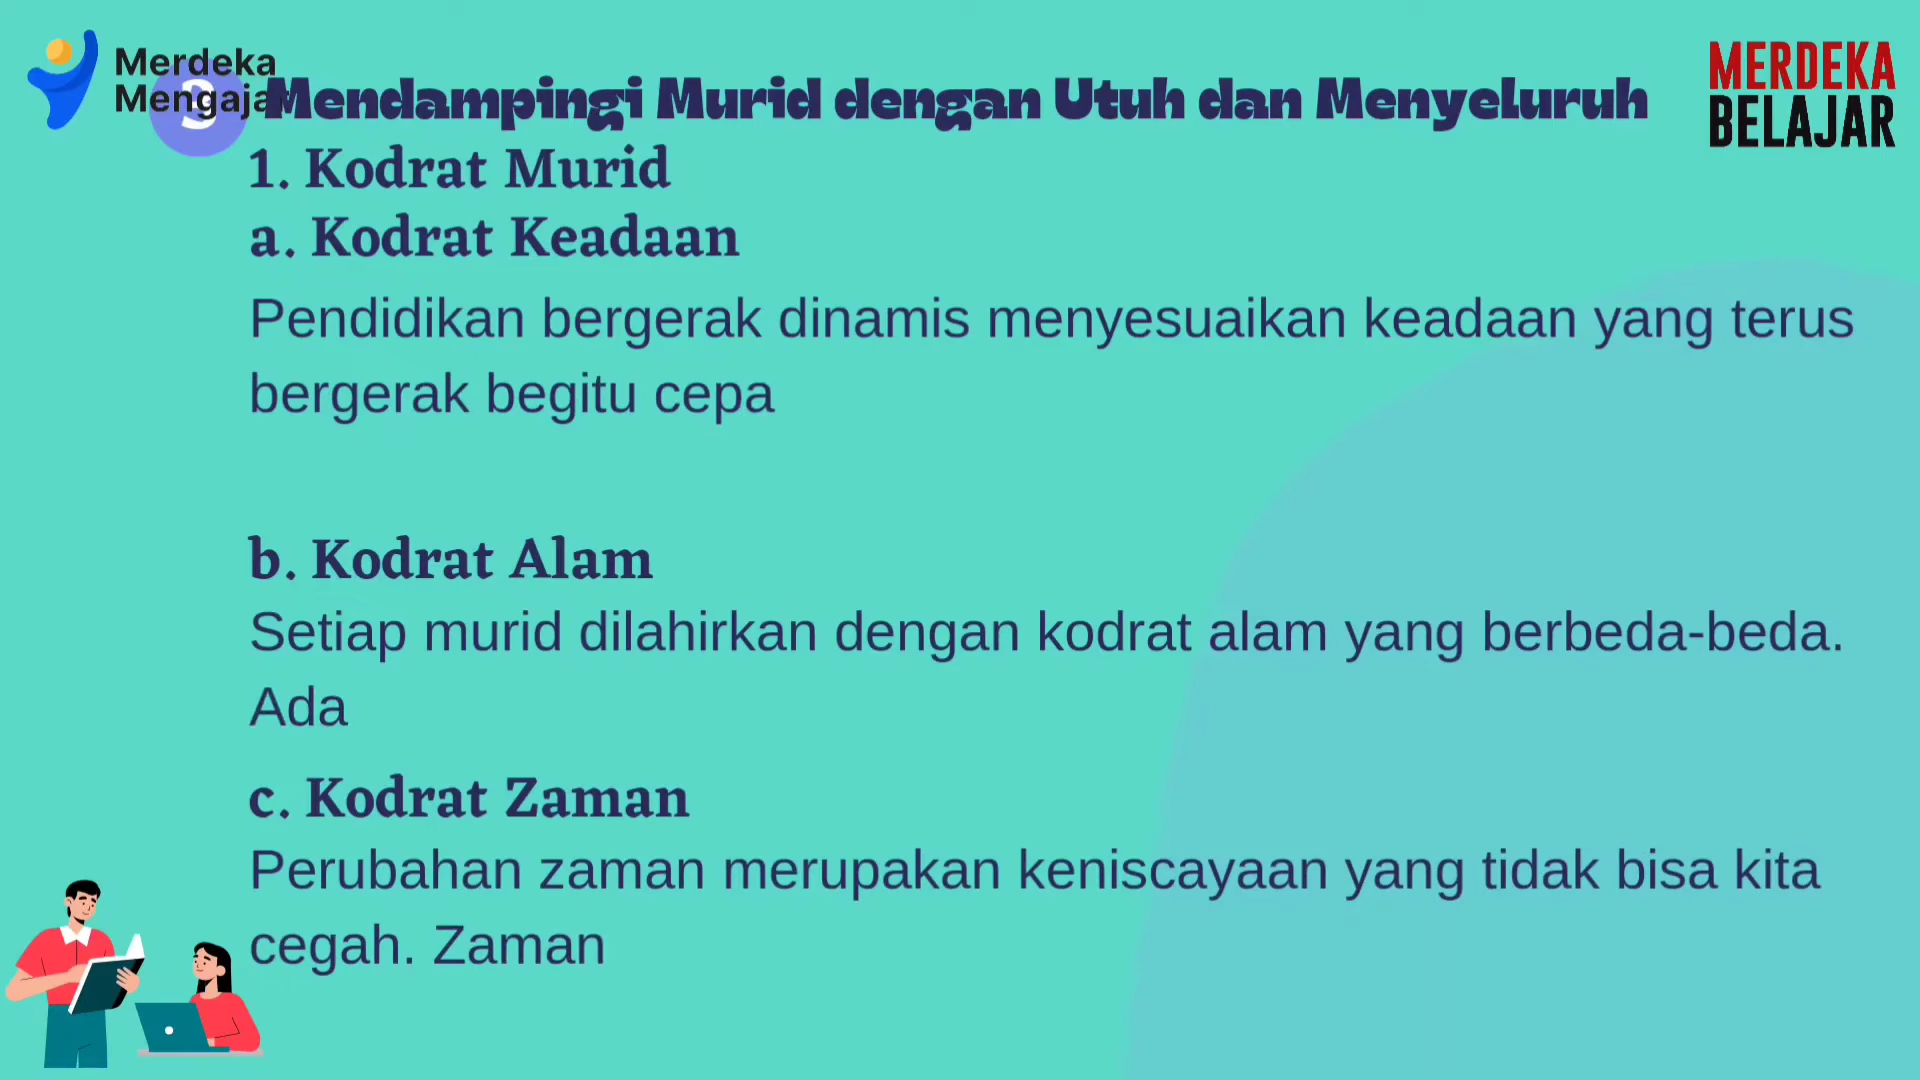 Merdeka
Mengajar
3
Mendampingi Murid dengan Utuh dan Menyeluruh
MERDEKA
BELAJAR
1. Kodrat Murid
a. Kodrat Keadaan
Pendidikan bergerak dinamis menyesuaikan keadaan yang terus
bergerak begitu cepa
b. Kodrat Alam
Setiap murid dilahirkan dengan kodrat alam yang berbeda-beda.
Ada
c. Kodrat Zaman
Perubahan zaman merupakan keniscayaan yang tidak bisa kita
cegah. Zaman